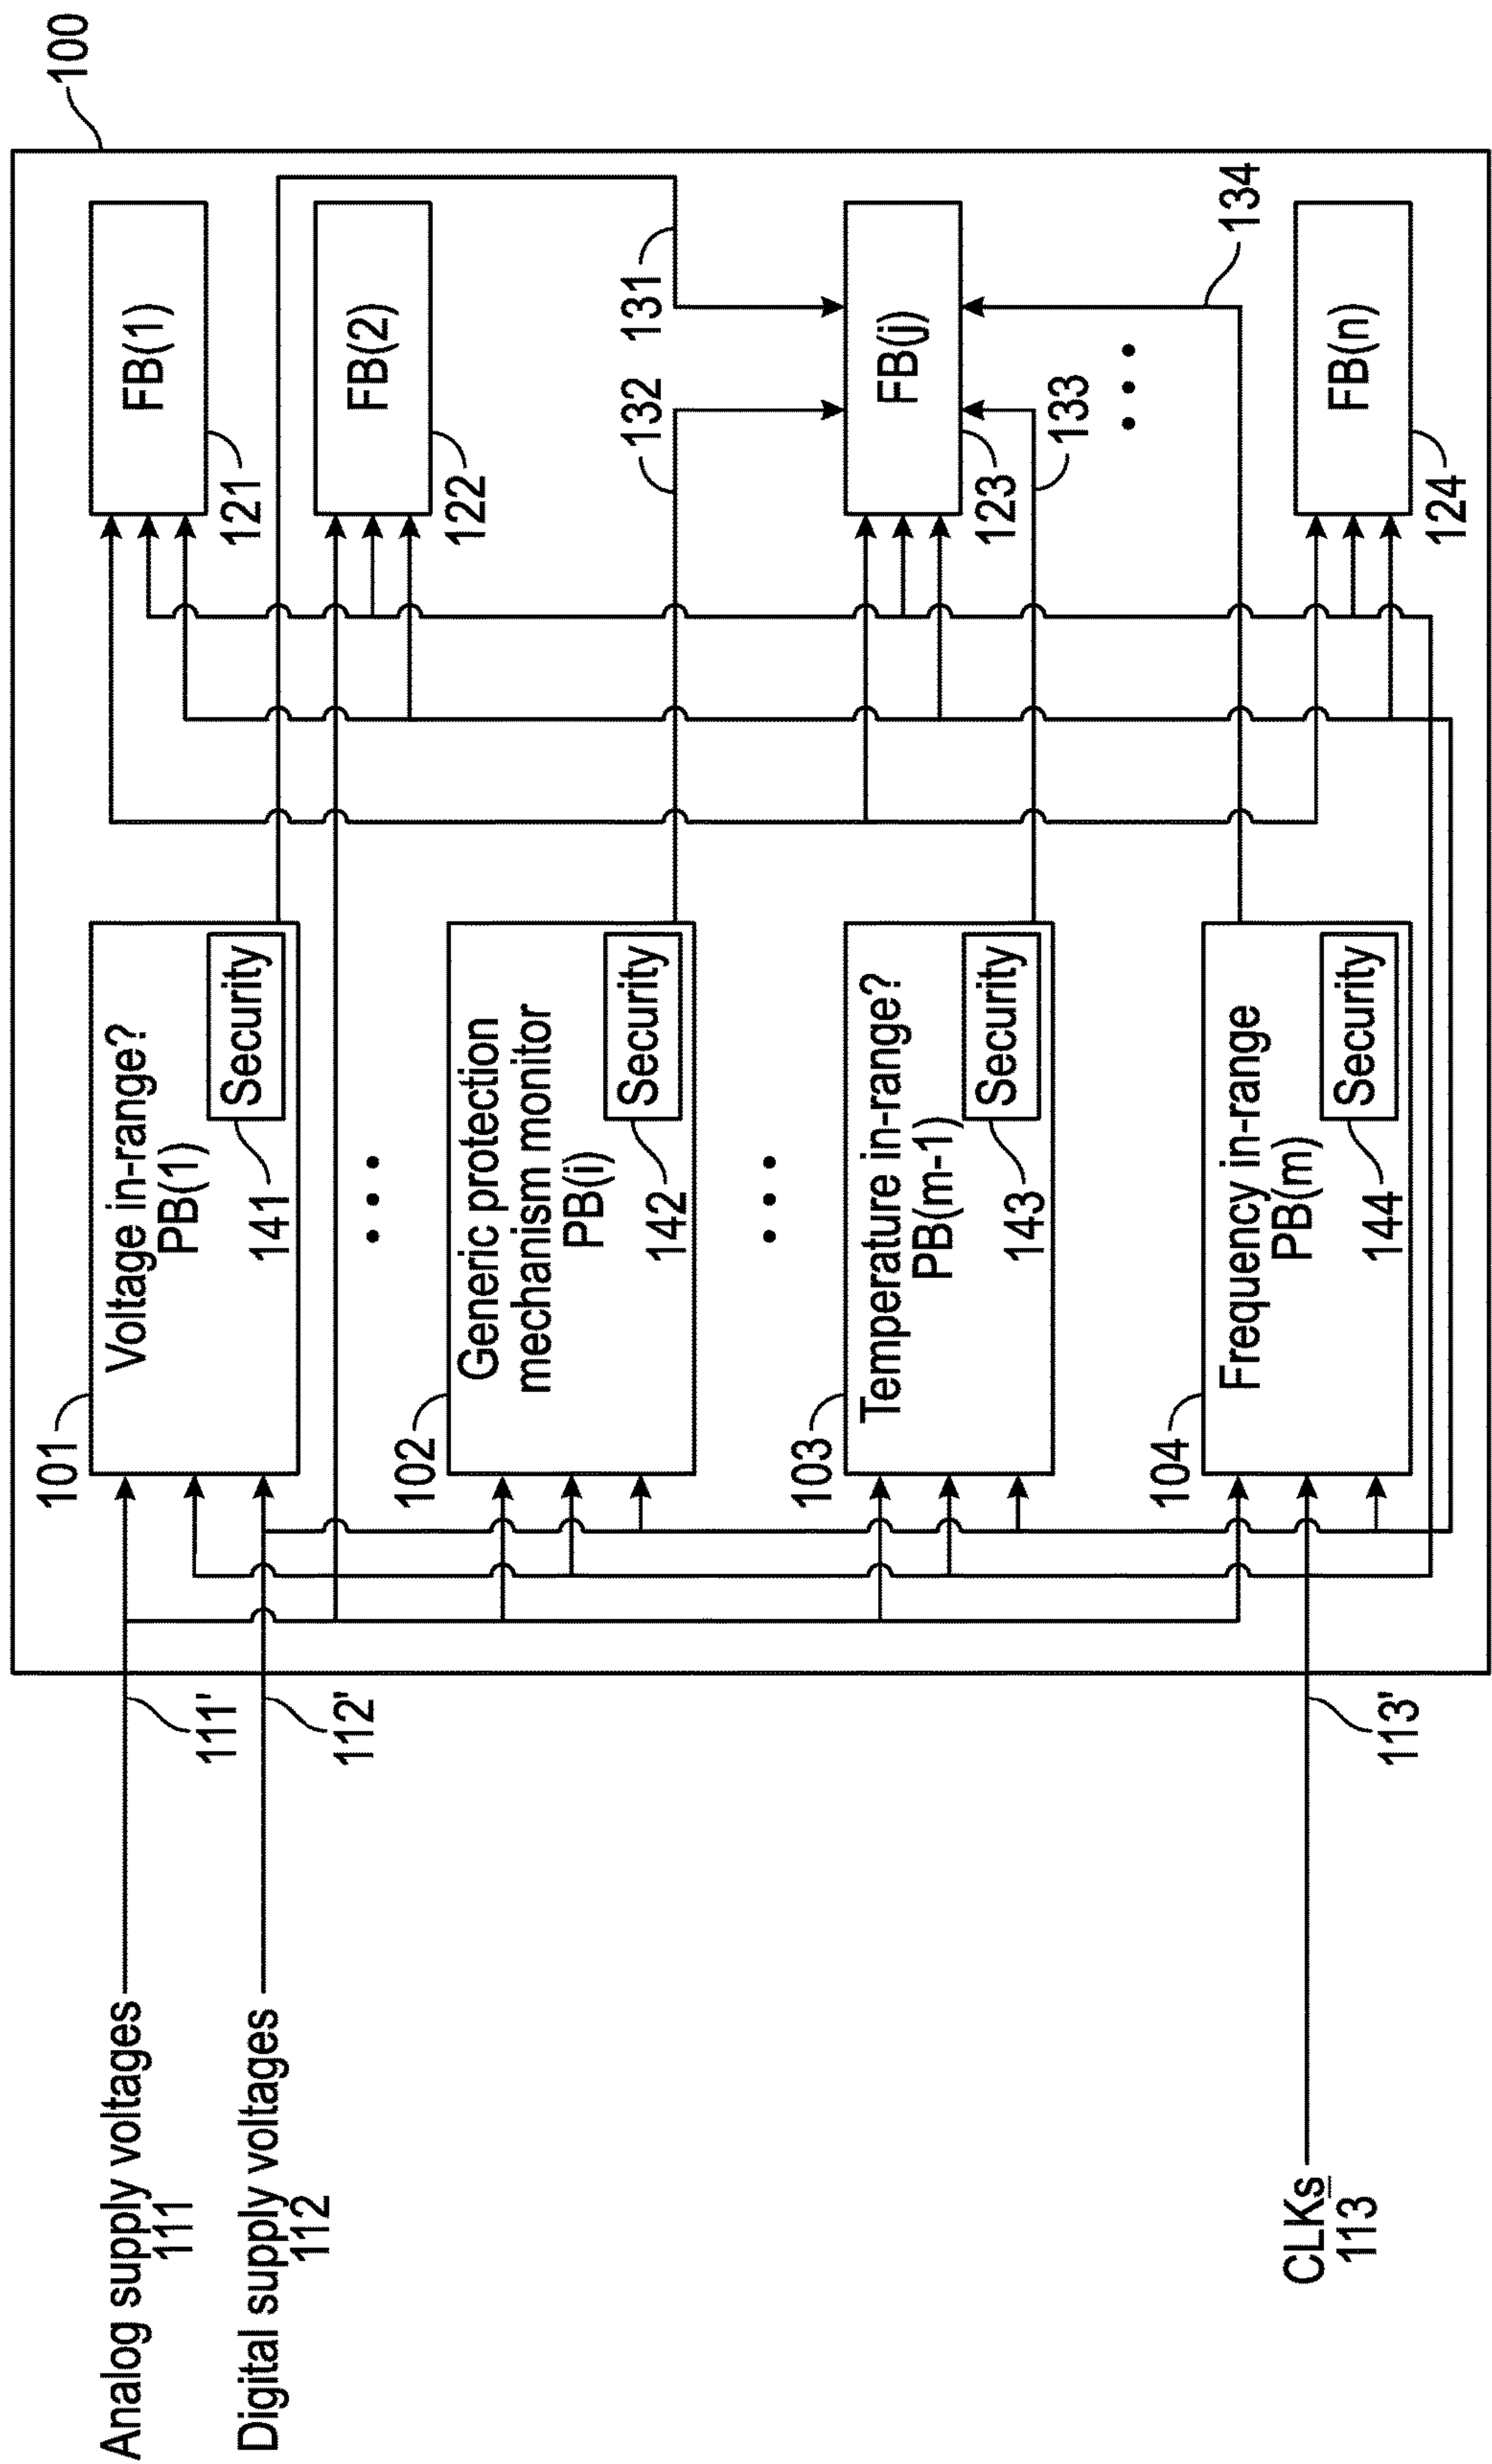 100
Analog supply voltages
111
111'
Digital supply voltages
112
112'
CLKs
113
113'
101
Voltage in-range?
PB(1)
Security
141
102
Generic protection
mechanism monitor
PB(i)
Security
142
103
Temperature in-range?
PB(m-1)
Security
143
104
Frequency in-range
PB(m)
Security
144
FB(1)
121
FB(2)
122
131
132
FB(j)
123
133
134
FB(n)
124